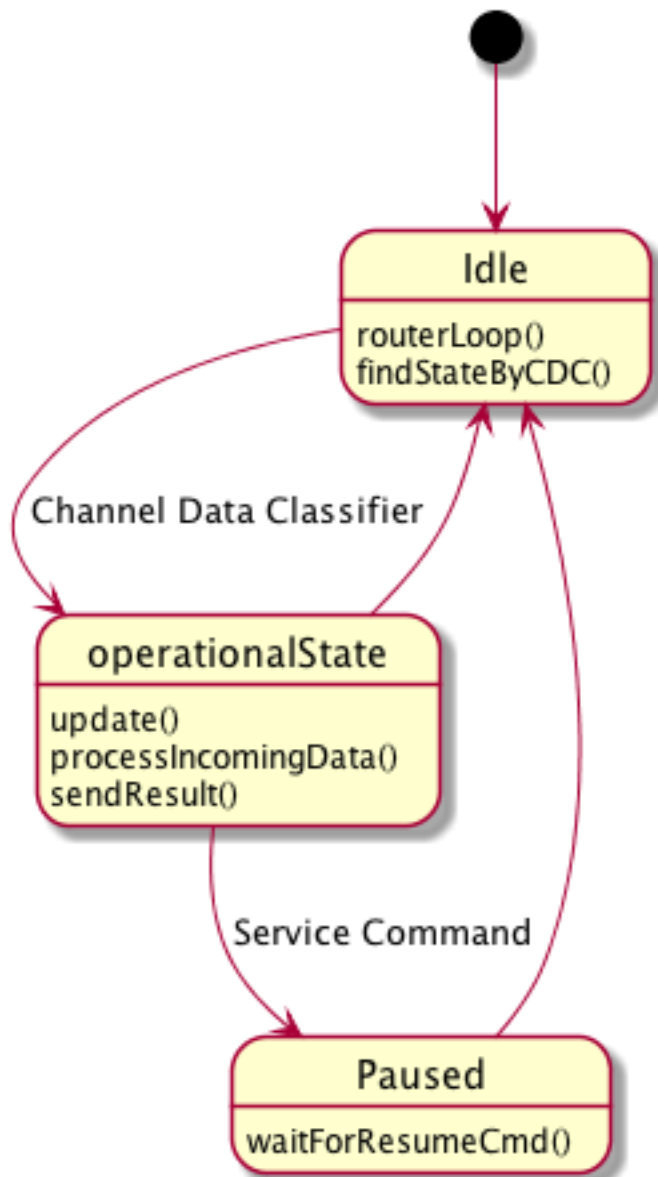 Idle
routerLoop()
findStateByCDC()
Channel Data Classifier
operationalState
update()
processIncomingData()
sendResult()
Service Command
Paused
waitForResumeCmd()